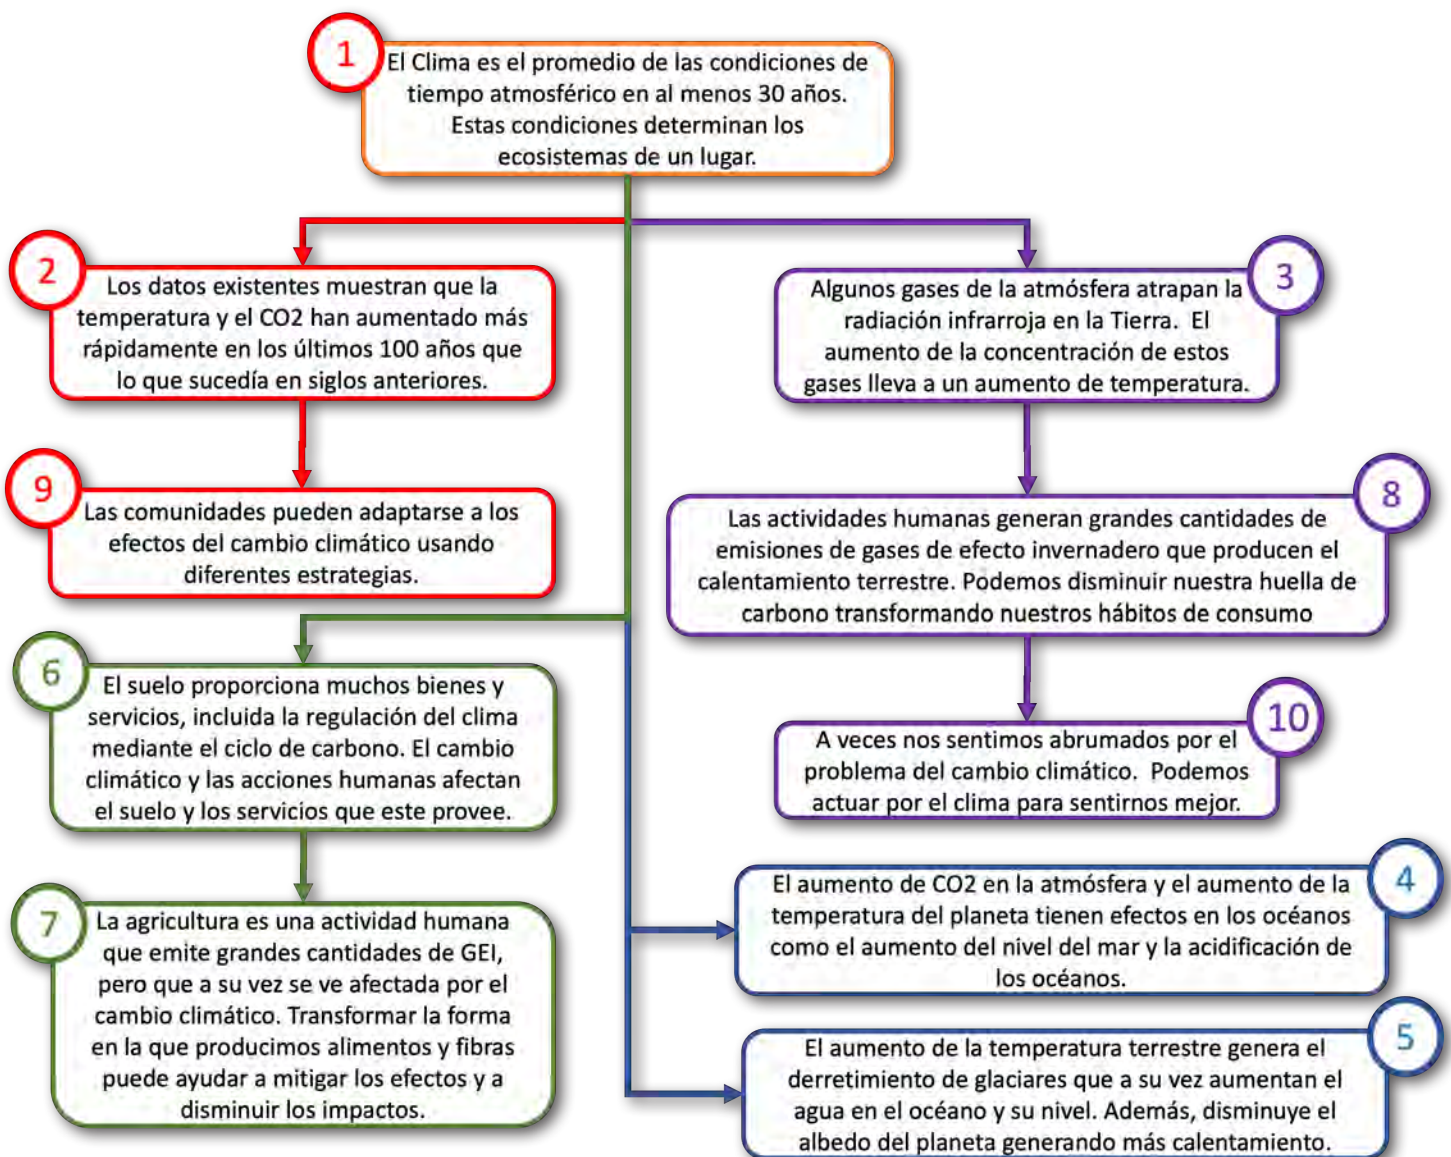 1
El Clima es el promedio de las condiciones de
tiempo atmosférico en al menos 30 años.
Estas condiciones determinan los
ecosistemas de un lugar.
2
Los datos existentes muestran que la
temperatura y el CO2 han aumentado más
rápidamente en los últimos 100 años que
lo que sucedía en siglos anteriores.
3
Algunos gases de la atmósfera atrapan la
radiación infrarroja en la Tierra. El
aumento de la concentración de estos
gases lleva a un aumento de temperatura.
9
Las comunidades pueden adaptarse a los
efectos del cambio climático usando
diferentes estrategias.
8
Las actividades humanas generan grandes cantidades de
emisiones de gases de efecto invernadero que producen el
calentamiento terrestre. Podemos disminuir nuestra huella de
carbono transformando nuestros hábitos de consumo
6
El suelo proporciona muchos bienes y
servicios, incluida la regulación del clima
mediante el ciclo de carbono. El cambio
climático y las acciones humanas afectan
el suelo y los servicios que este provee.
10
A veces nos sentimos abrumados por el
problema del cambio climático. Podemos
actuar por el clima para sentirnos mejor.
7
La agricultura es una actividad humana
que emite grandes cantidades de GEI,
pero que a su vez se ve afectada por el
cambio climático. Transformar la forma
en la que producimos alimentos y fibras
puede ayudar a mitigar los efectos y a
disminuir los impactos.
4
El aumento de CO2 en la atmósfera y el aumento de la
temperatura del planeta tienen efectos en los océanos
como el aumento del nivel del mar y la acidificación de
los océanos.
5
El aumento de la temperatura terrestre genera el
derretimiento de glaciares que a su vez aumentan el
agua en el océano y su nivel. Además, disminuye el
albedo del planeta generando más calentamiento.